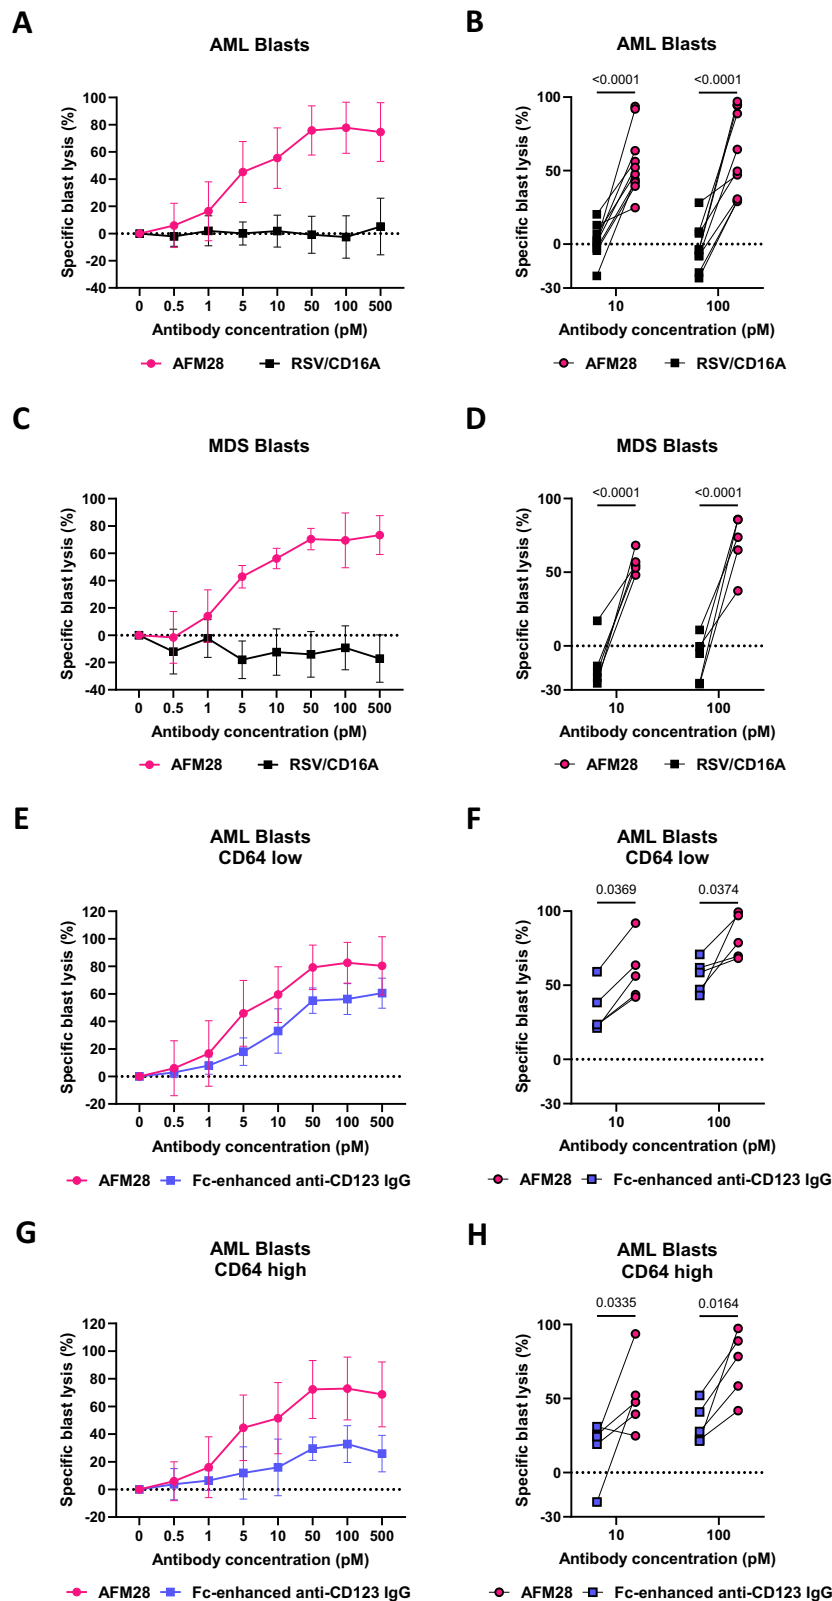 A
AML Blasts
Specific blast lysis (%)
100
80
60
40
20
0
-20
-40
0 0.5 1 5 10 50 100 500
Antibody concentration (pM)
AFM28 RSV/CD16A
B
AML Blasts
<0.0001 <0.0001
Specific blast lysis (%)
100
50
0
-30
10 100
Antibody concentration (pM)
AFM28 RSV/CD16A
C
MDS Blasts
Specific blast lysis (%)
100
80
60
40
20
0
-20
-40
0 0.5 1 5 10 50 100 500
Antibody concentration (pM)
AFM28 RSV/CD16A
D
MDS Blasts
<0.0001 <0.0001
Specific blast lysis (%)
100
50
0
-30
10 100
Antibody concentration (pM)
AFM28 RSV/CD16A
E
AML Blasts
CD64 low
Specific blast lysis (%)
120
100
80
60
40
20
0
-20
0 0.5 1 5 10 50 100 500
Antibody concentration (pM)
AFM28 Fc-enhanced anti-CD123 IgG
F
AML Blasts
CD64 low
0.0369 0.0374
Specific blast lysis (%)
100
50
0
-30
10 100
Antibody concentration (pM)
AFM28 Fc-enhanced anti-CD123 IgG
G
AML Blasts
CD64 high
Specific blast lysis (%)
120
100
80
60
40
20
0
-20
0 0.5 1 5 10 50 100 500
Antibody concentration (pM)
AFM28 Fc-enhanced anti-CD123 IgG
H
AML Blasts
CD64 high
0.0335 0.0164
Specific blast lysis (%)
100
50
0
-30
10 100
Antibody concentration (pM)
AFM28 Fc-enhanced anti-CD123 IgG